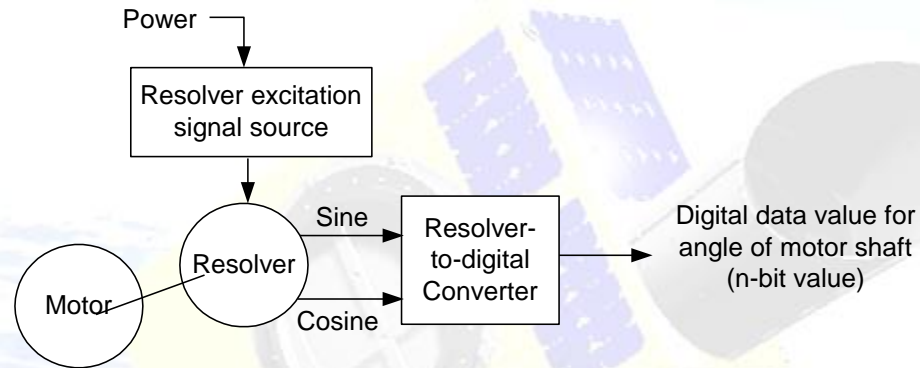 Power
Resolver excitation
signal source
Sine
Resolver-
to-digital
Converter
Digital data value for
angle of motor shaft
(n-bit value)
Resolver
Motor
Cosine